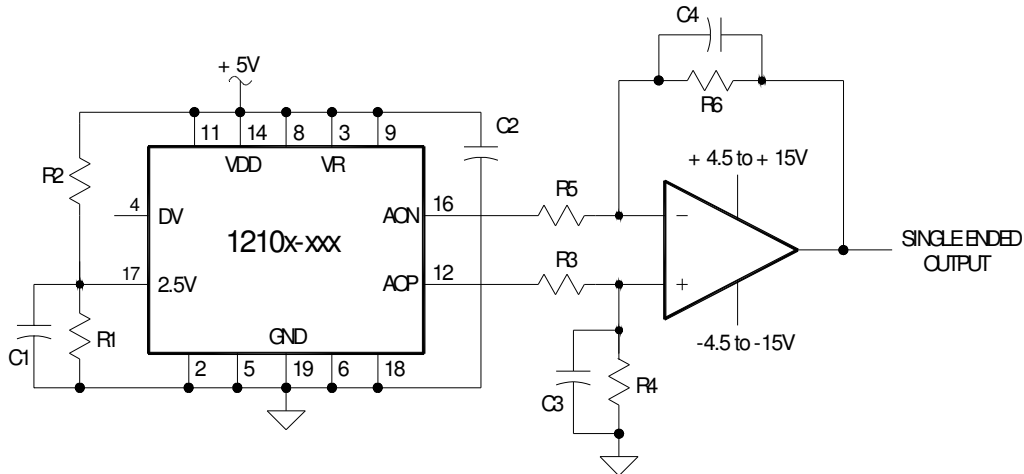 C4
R6
+ 5V
C2
11 14 8 3 9
VDD VR
R2
4 DV
1210x-xxx
AON 16
R5
+ 4.5 to + 15V
−
SINGLE ENDED
OUTPUT
17 2.5V
AOP 12
R3
+
-4.5 to -15V
C1
R1
GND
2 5 19 6 18
C3
R4